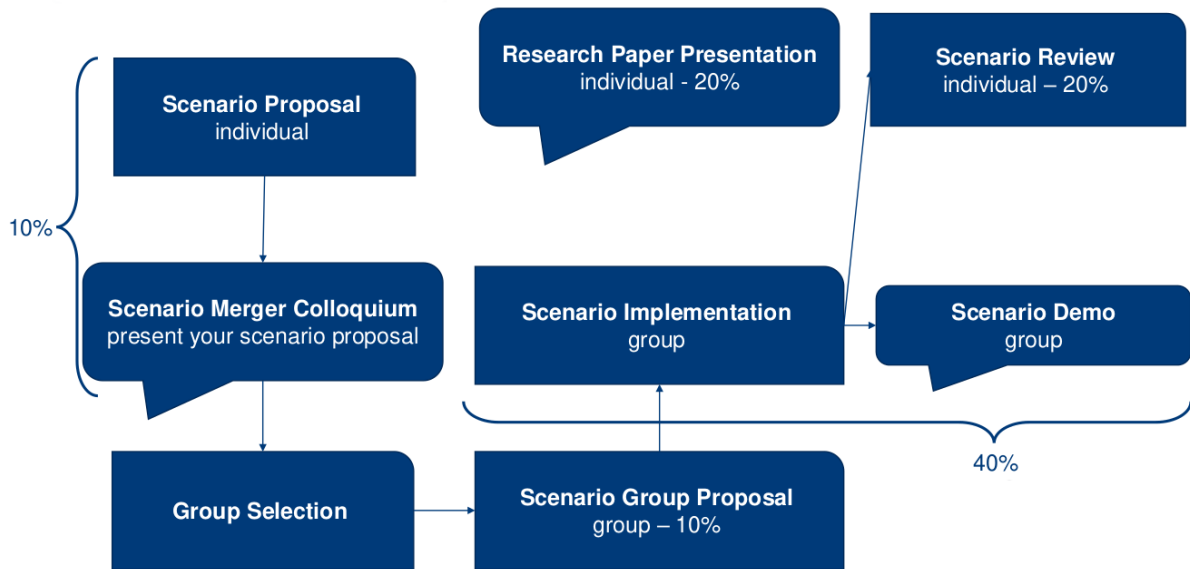 10%
Scenario Proposal
individual
Scenario Merger Colloquium
present your scenario proposal
Group Selection
Research Paper Presentation
individual - 20%
Scenario Implementation
group
Scenario Group Proposal
group – 10%
Scenario Review
individual – 20%
Scenario Demo
group
40%